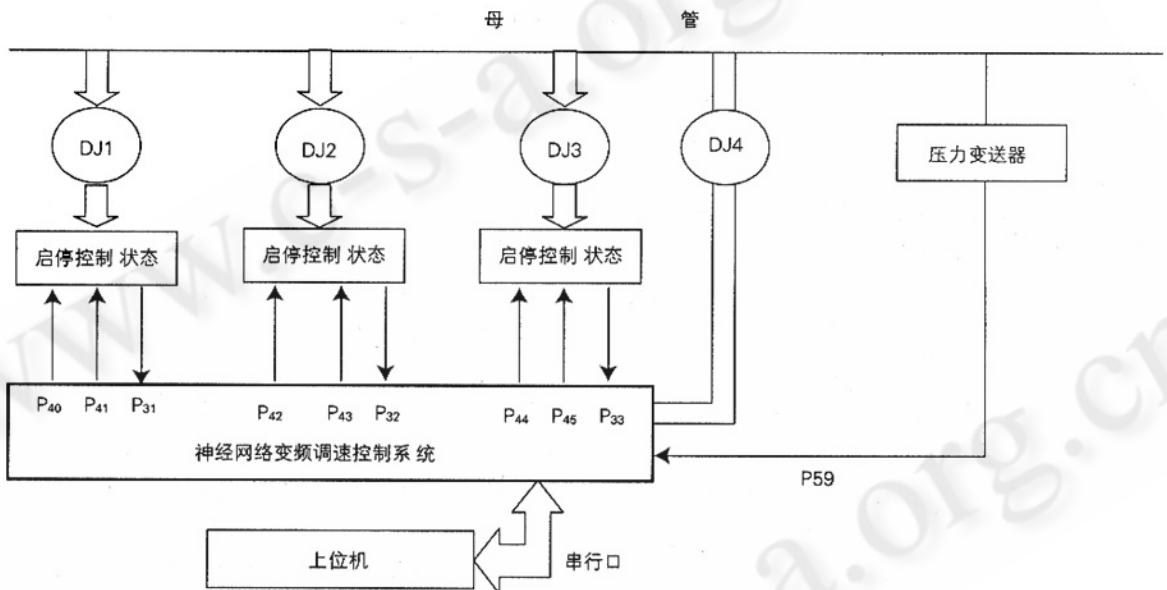 母 管
DJ1
DJ2
DJ3
DJ4
压力变送器
启停控制 状态
启停控制 状态
启停控制 状态
P40 P41 P31 P42 P43 P32 P44 P45 P33
神经网络变频调速控制系 统
P59
上位机
串行口
www.c-s-a.org.cn